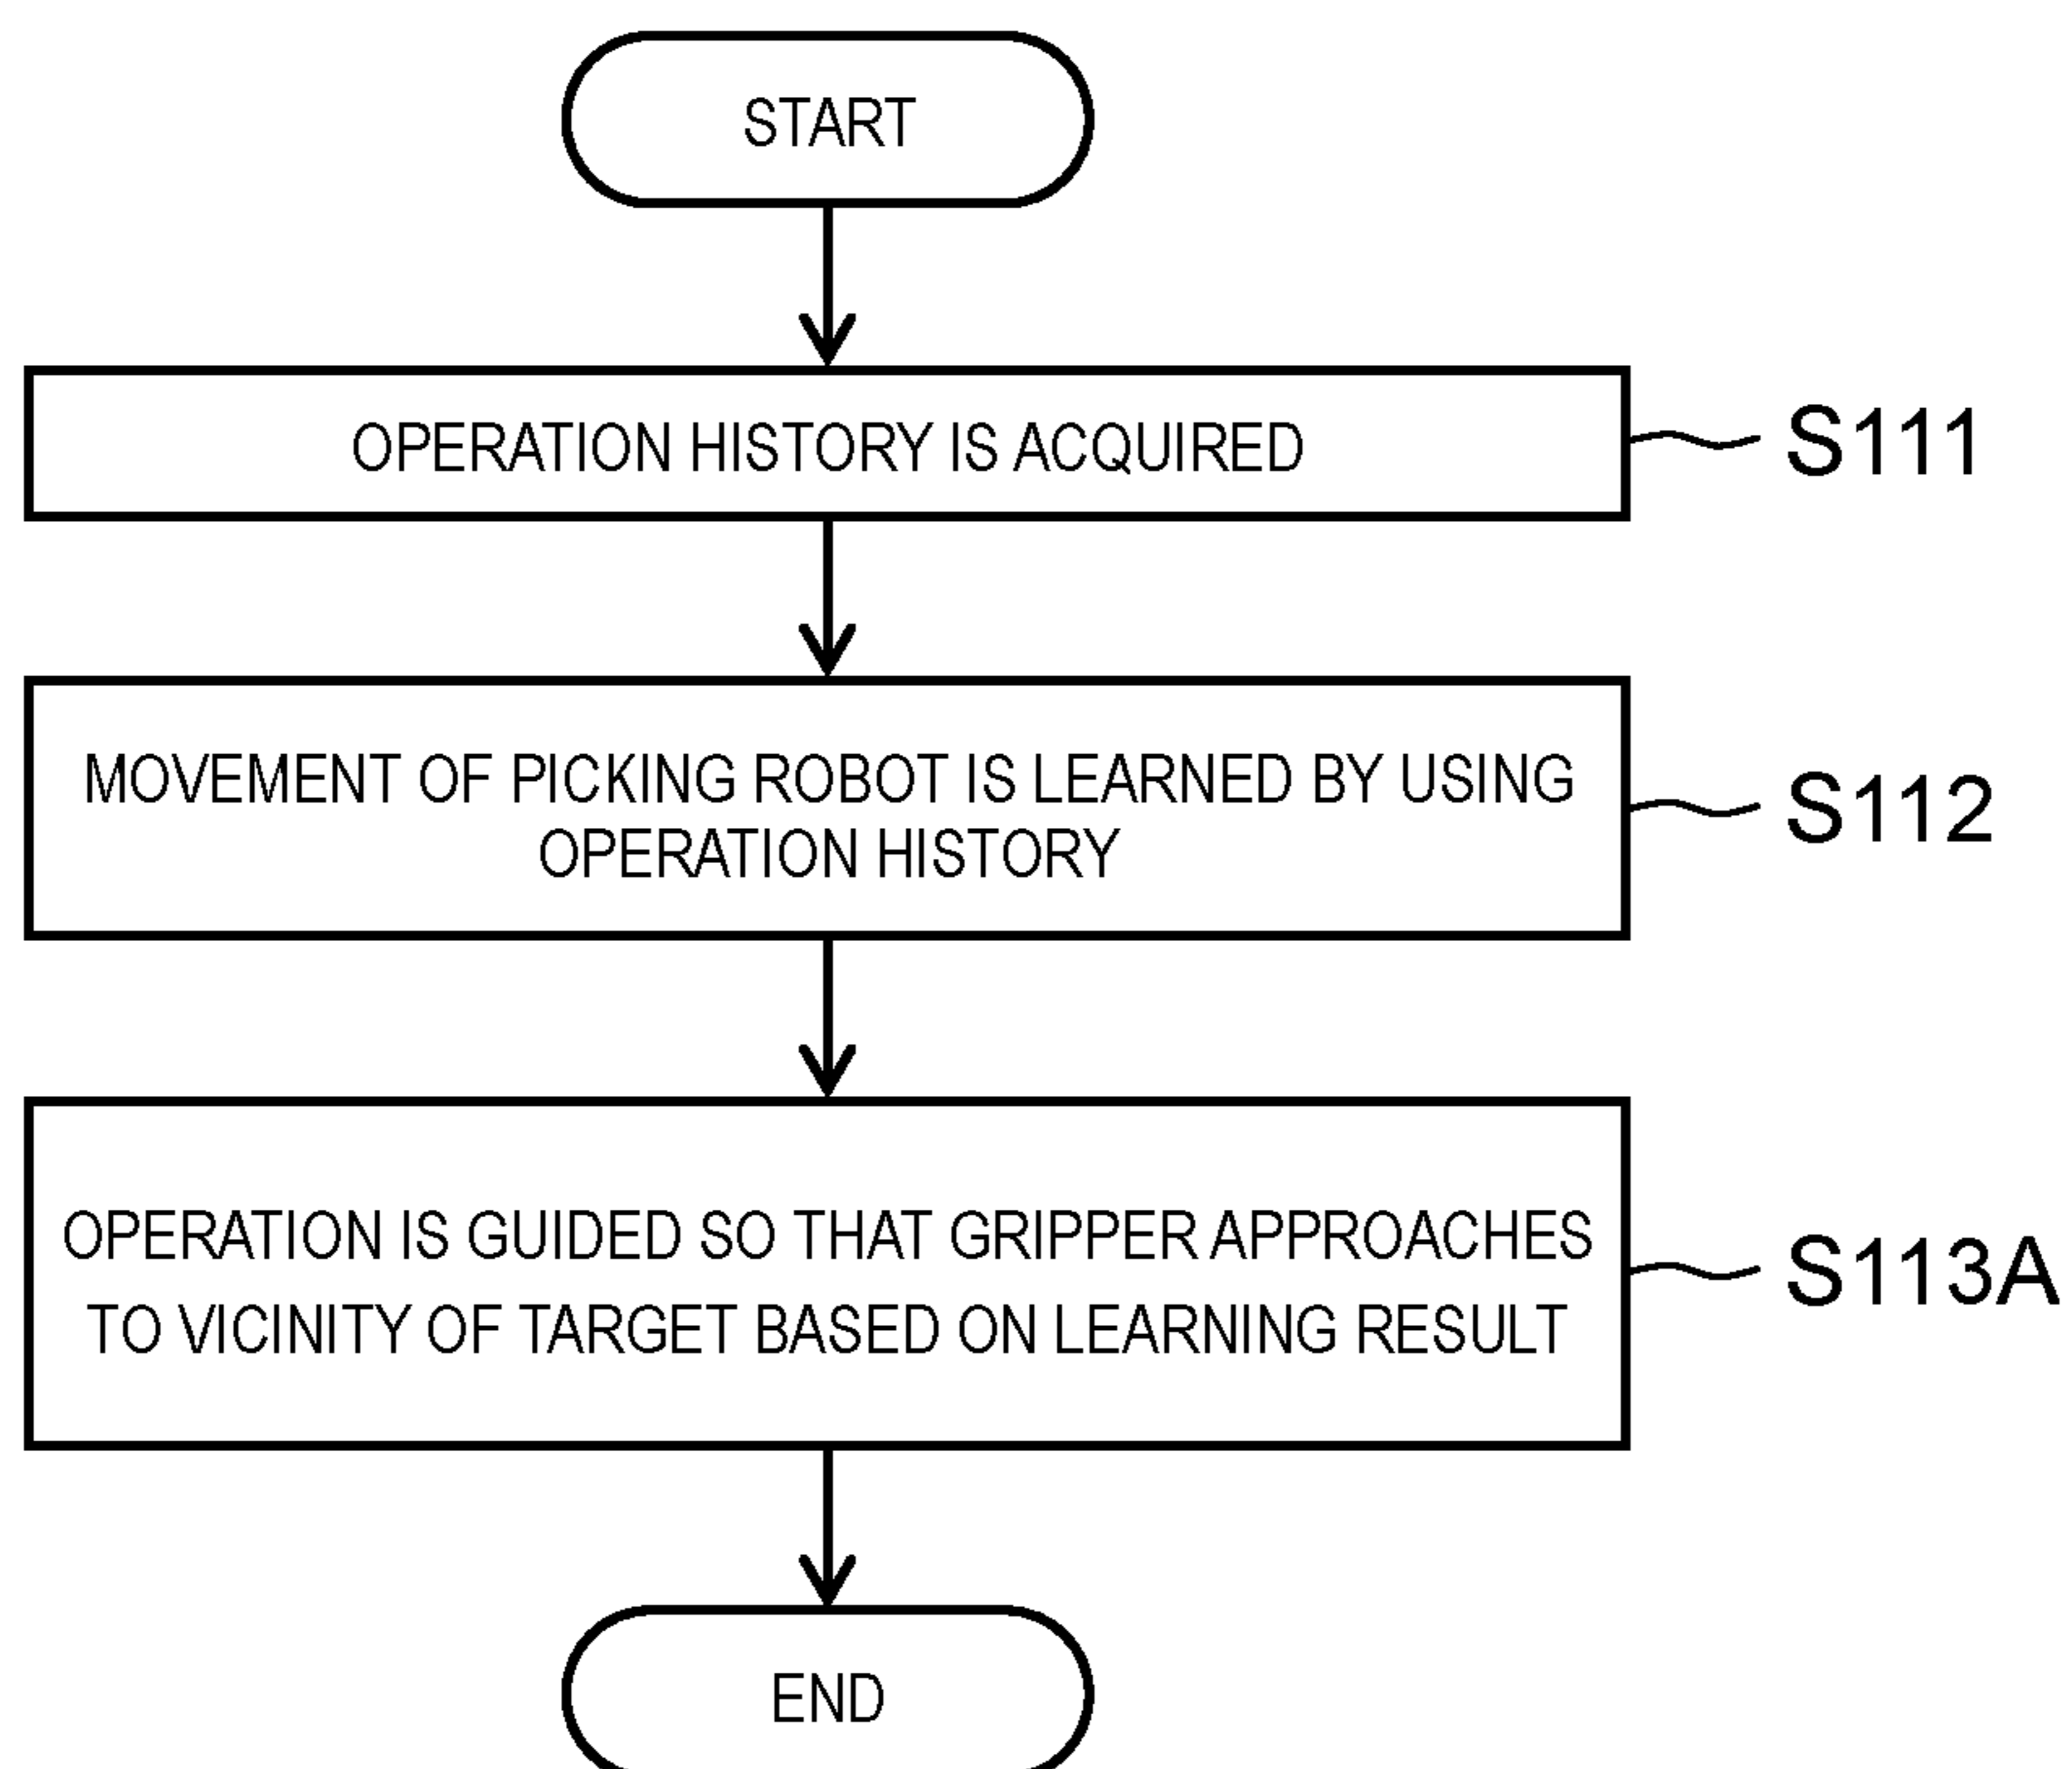 START
OPERATION HISTORY IS ACQUIRED
S111
MOVEMENT OF PICKING ROBOT IS LEARNED BY USING
OPERATION HISTORY
S112
OPERATION IS GUIDED SO THAT GRIPPER APPROACHES
TO VICINITY OF TARGET BASED ON LEARNING RESULT
S113A
END